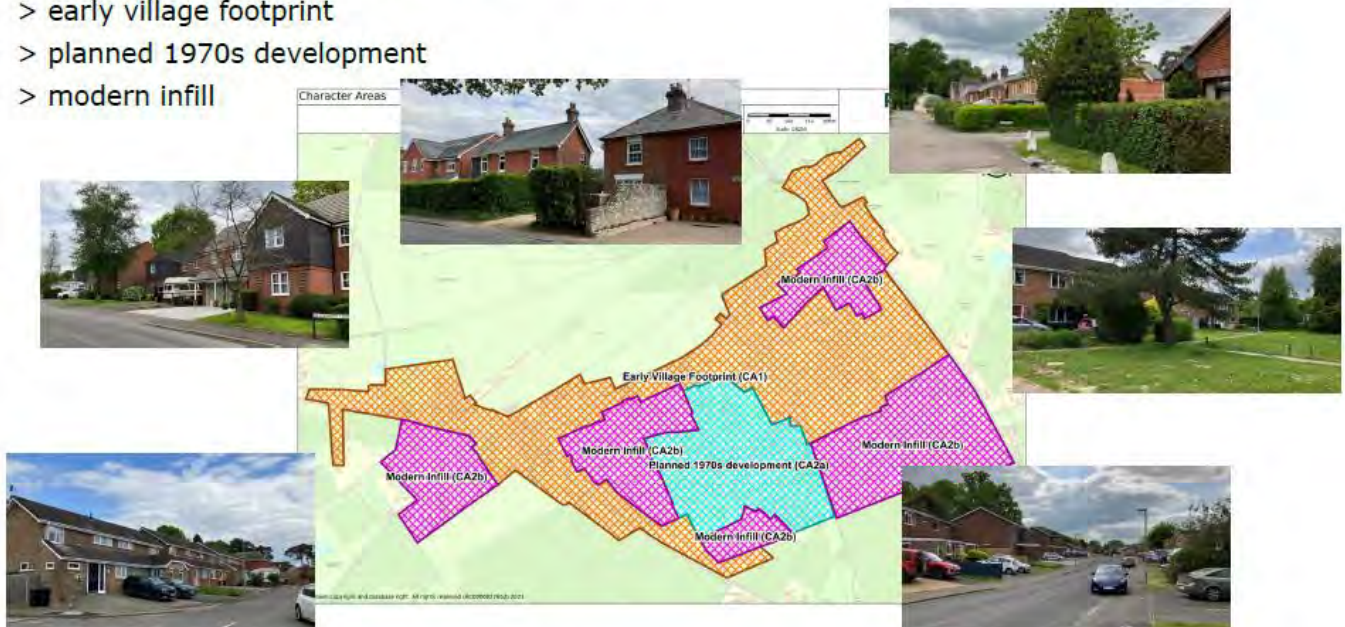 > early village footprint
> planned 1970s development
> modern infill
Character Areas
Modern Infill (CA2b)
Early Village Footprint (CA1)
Modern Infill (CA2b)
Modern Infill (CA2b)
Planned 1970s development (CA2a)
Modern Infill (CA2b)
Modern Infill (CA2b)